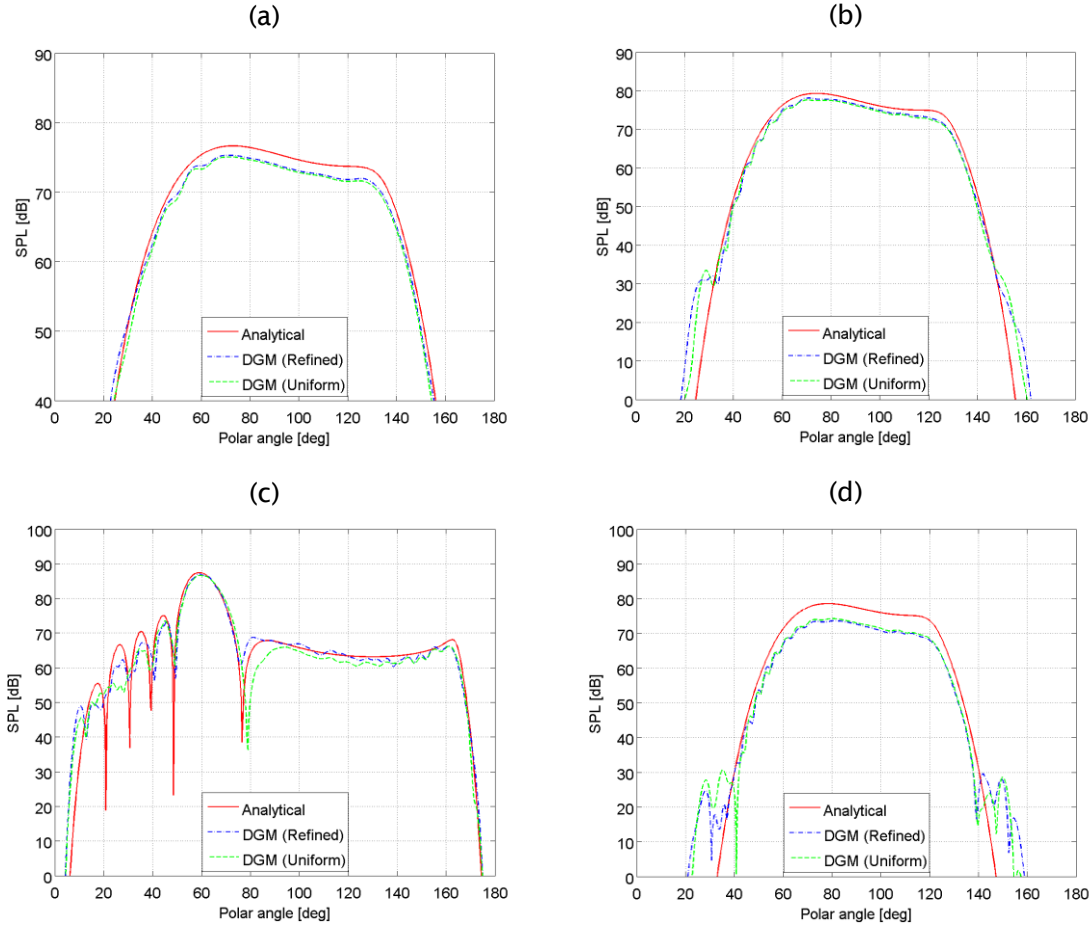 (a)
90
80
70
60
50
40
SPL [dB]
Analytical
DGM (Refined)
DGM (Uniform)
0 20 40 60 80 100 120 140 160 180
Polar angle [deg]
(b)
90
80
70
60
50
40
30
20
10
0
SPL [dB]
Analytical
DGM (Refined)
DGM (Uniform)
0 20 40 60 80 100 120 140 160 180
Polar angle [deg]
(c)
100
90
80
70
60
50
40
30
20
10
0
SPL [dB]
Analytical
DGM (Refined)
DGM (Uniform)
0 20 40 60 80 100 120 140 160 180
Polar angle [deg]
(d)
100
90
80
70
60
50
40
30
20
10
0
SPL [dB]
Analytical
DGM (Refined)
DGM (Uniform)
0 20 40 60 80 100 120 140 160 180
Polar angle [deg]